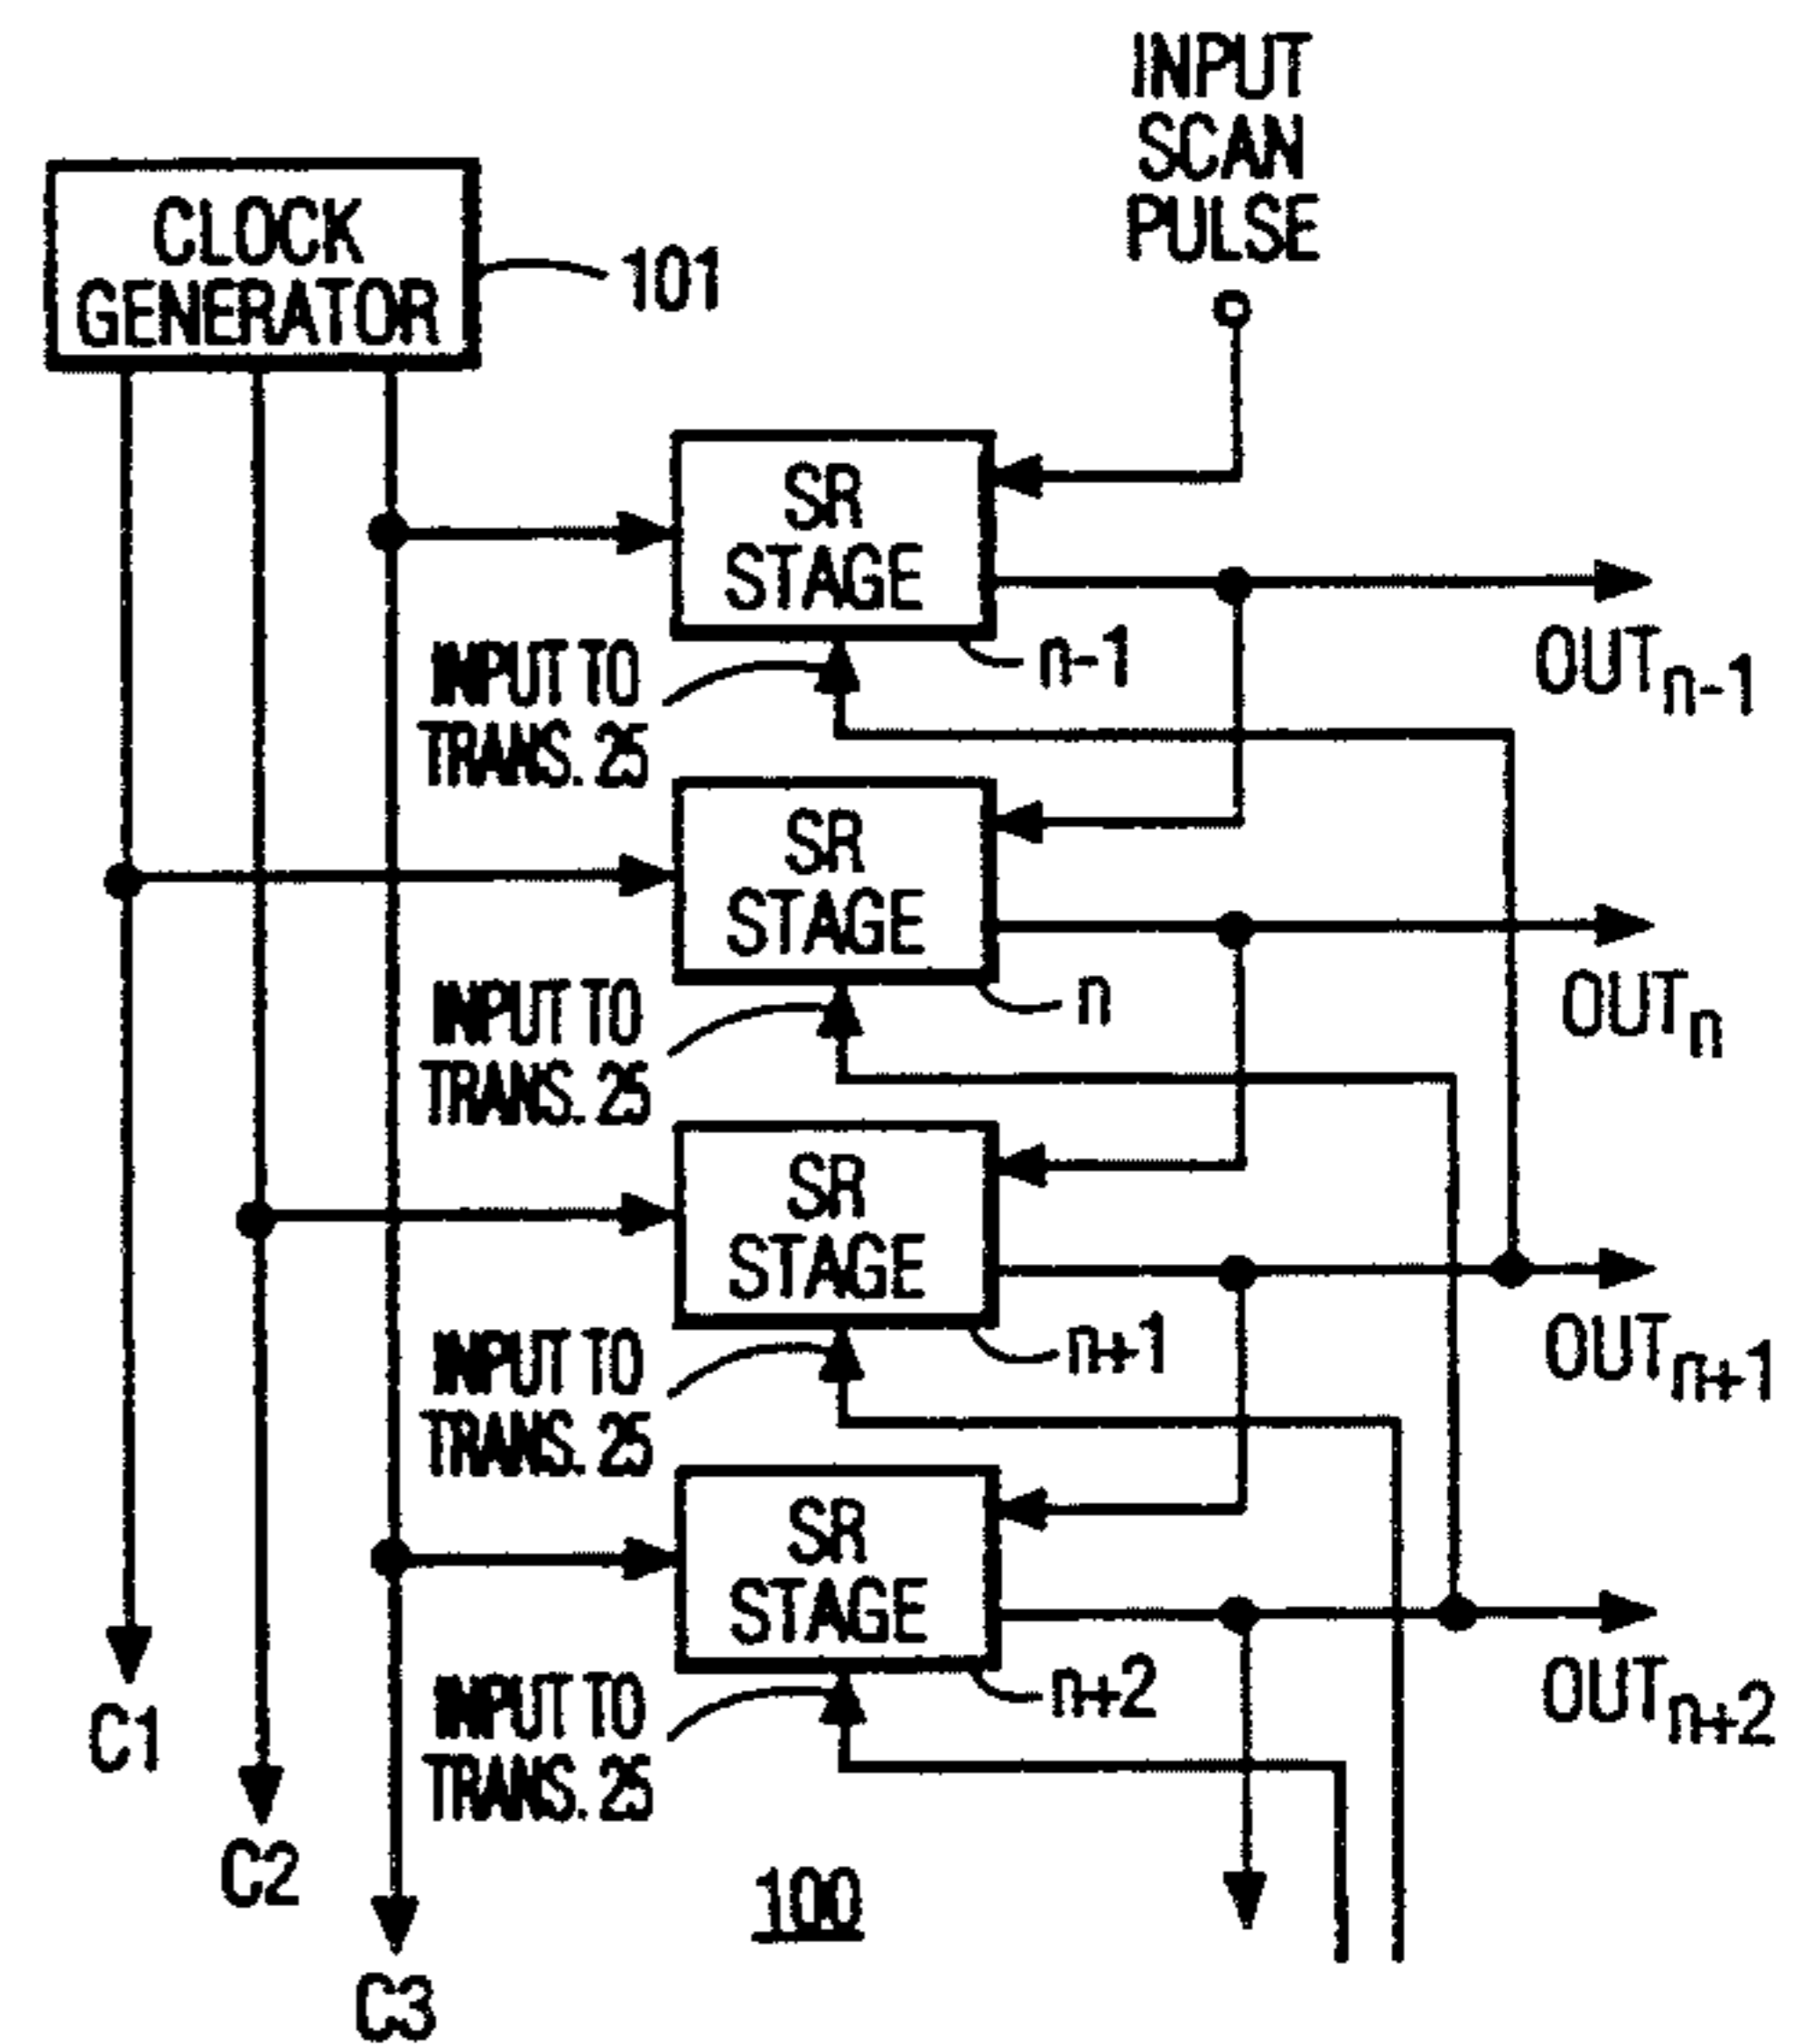 INPUT
SCAN
PULSE
CLOCK
GENERATOR
101
SR
STAGE
n-1
OUTn-1
INPUT TO
TRANS. 25
SR
STAGE
n
OUTn
INPUT TO
TRANS. 25
SR
STAGE
n+1
OUTn+1
INPUT TO
TRANS. 25
SR
STAGE
n+2
OUTn+2
INPUT TO
TRANS. 25
C1
C2
C3
100